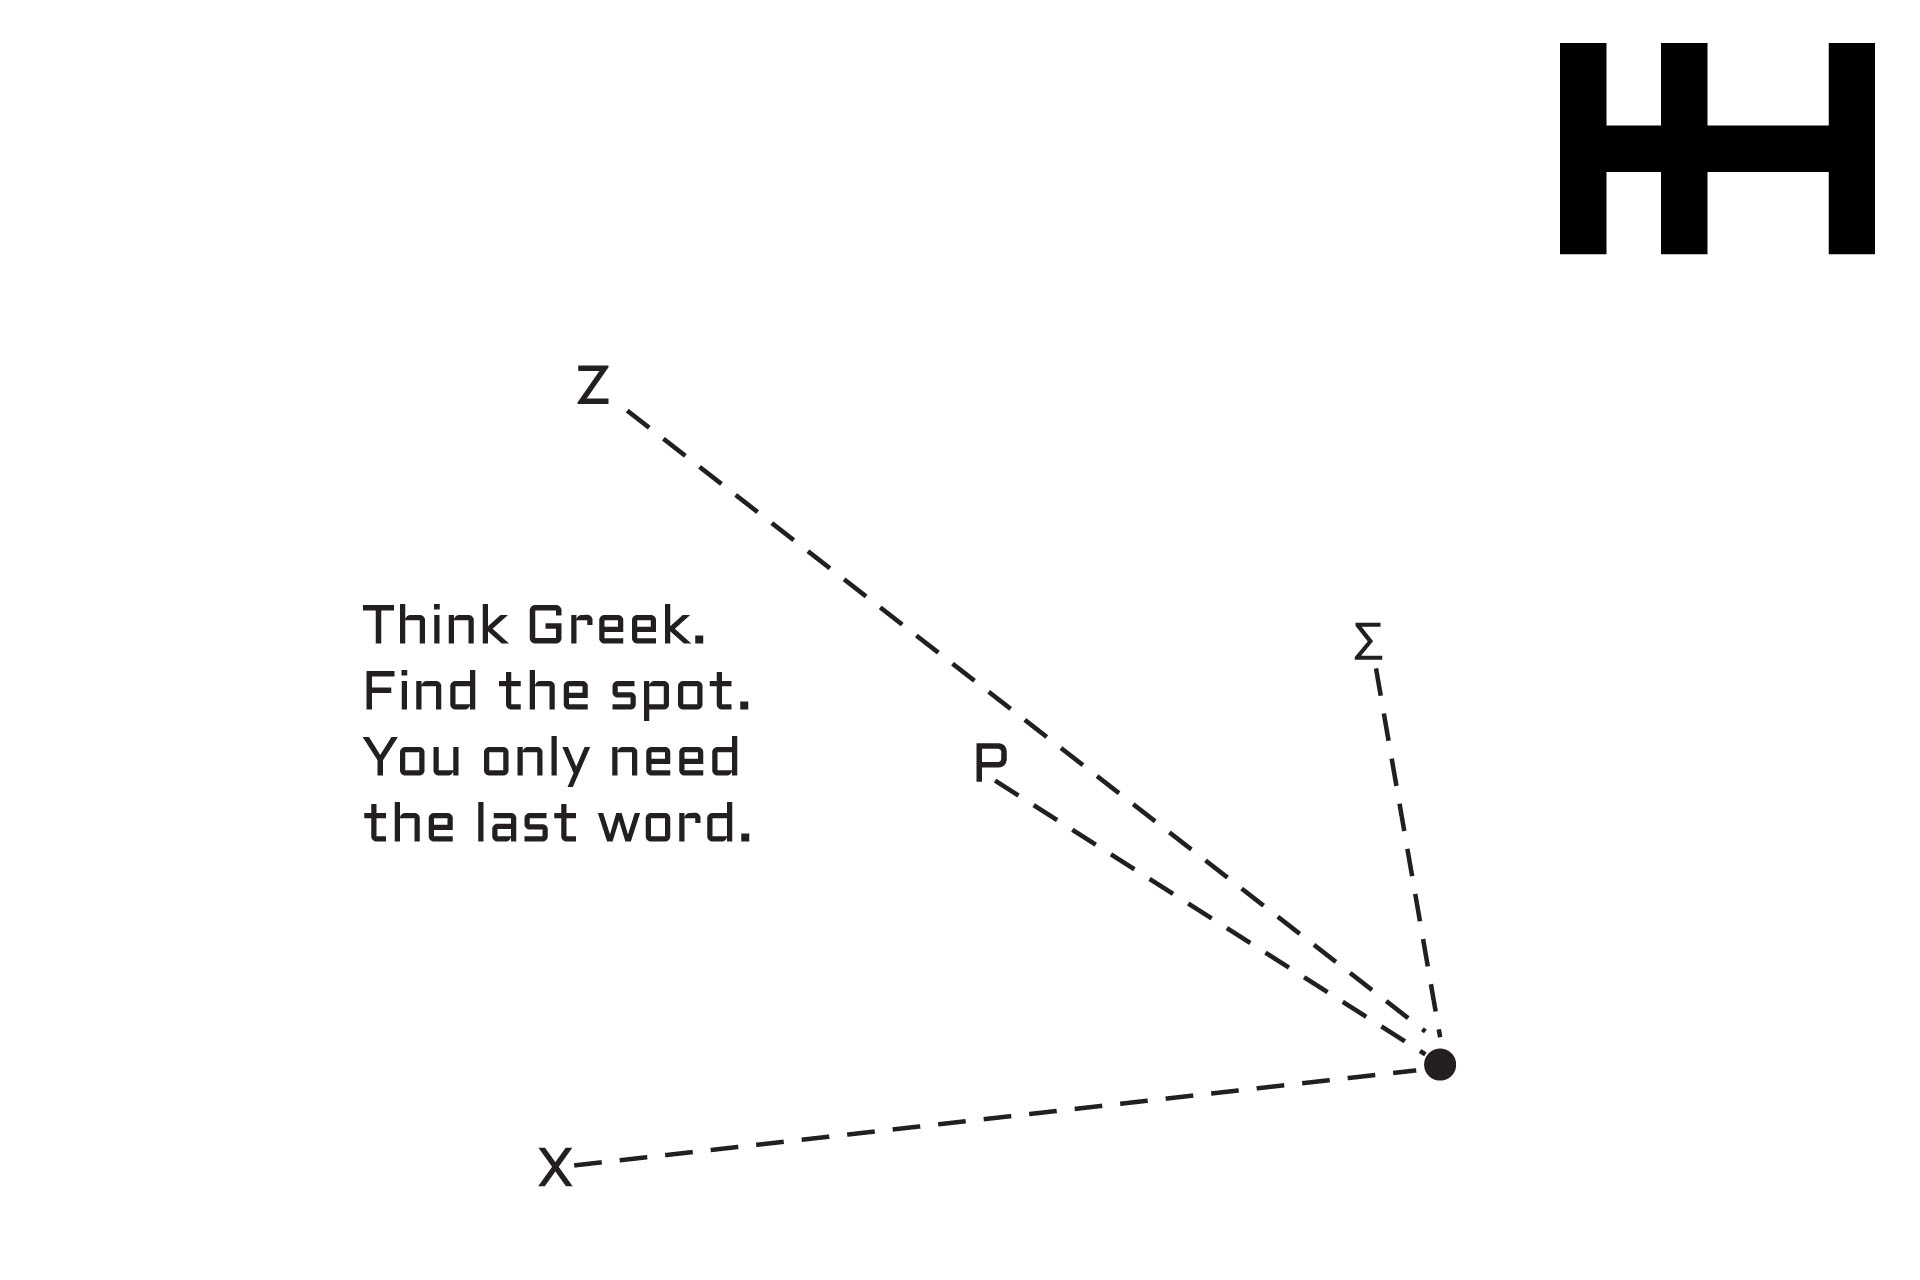 Z
Think Greek.
Find the spot.
You only need
the last word.
Σ
P
X